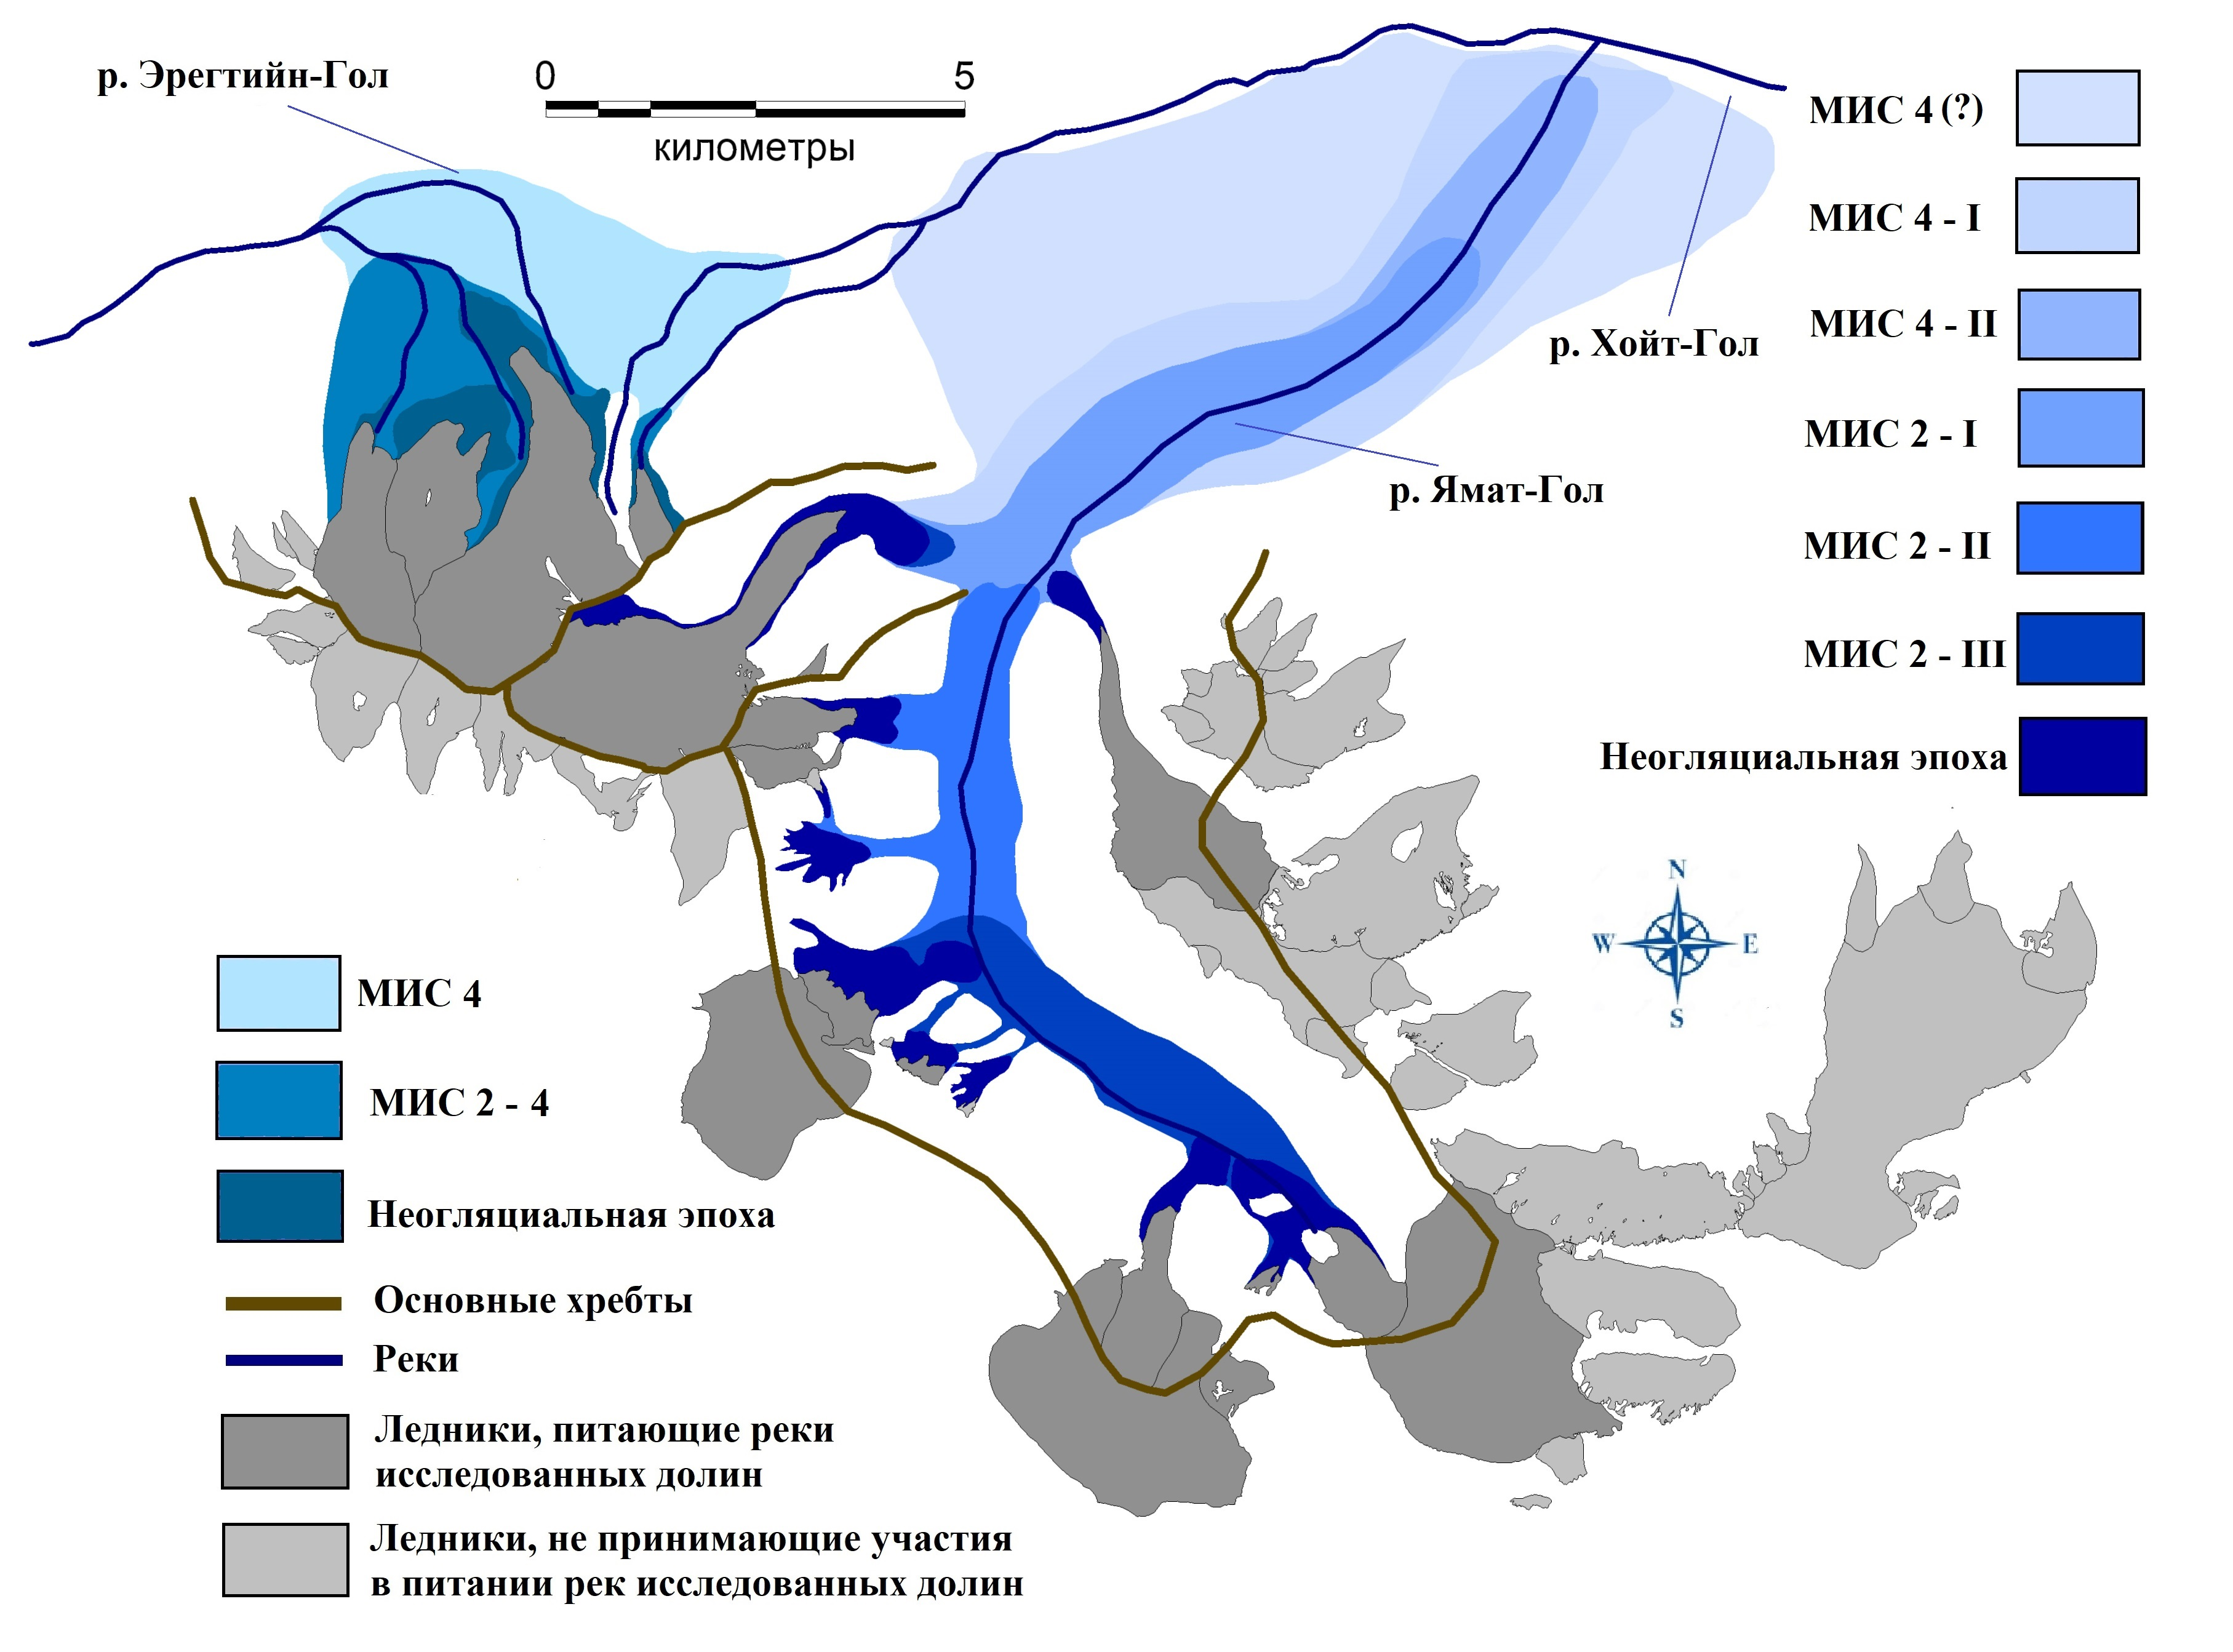 р. Эрегтийн-Гол
0 5
километры
МИС 4 (?)
МИС 4 - I
МИС 4 - II
МИС 2 - I
МИС 2 - II
МИС 2 - III
Неогляциальная эпоха
р. Хойт-Гол
р. Ямат-Гол
N
W E
S
МИС 4
МИС 2 - 4
Неогляциальная эпоха
Основные хребты
Реки
Ледники, питающие реки
исследованных долин
Ледники, не принимающие участия
в питании рек исследованных долин